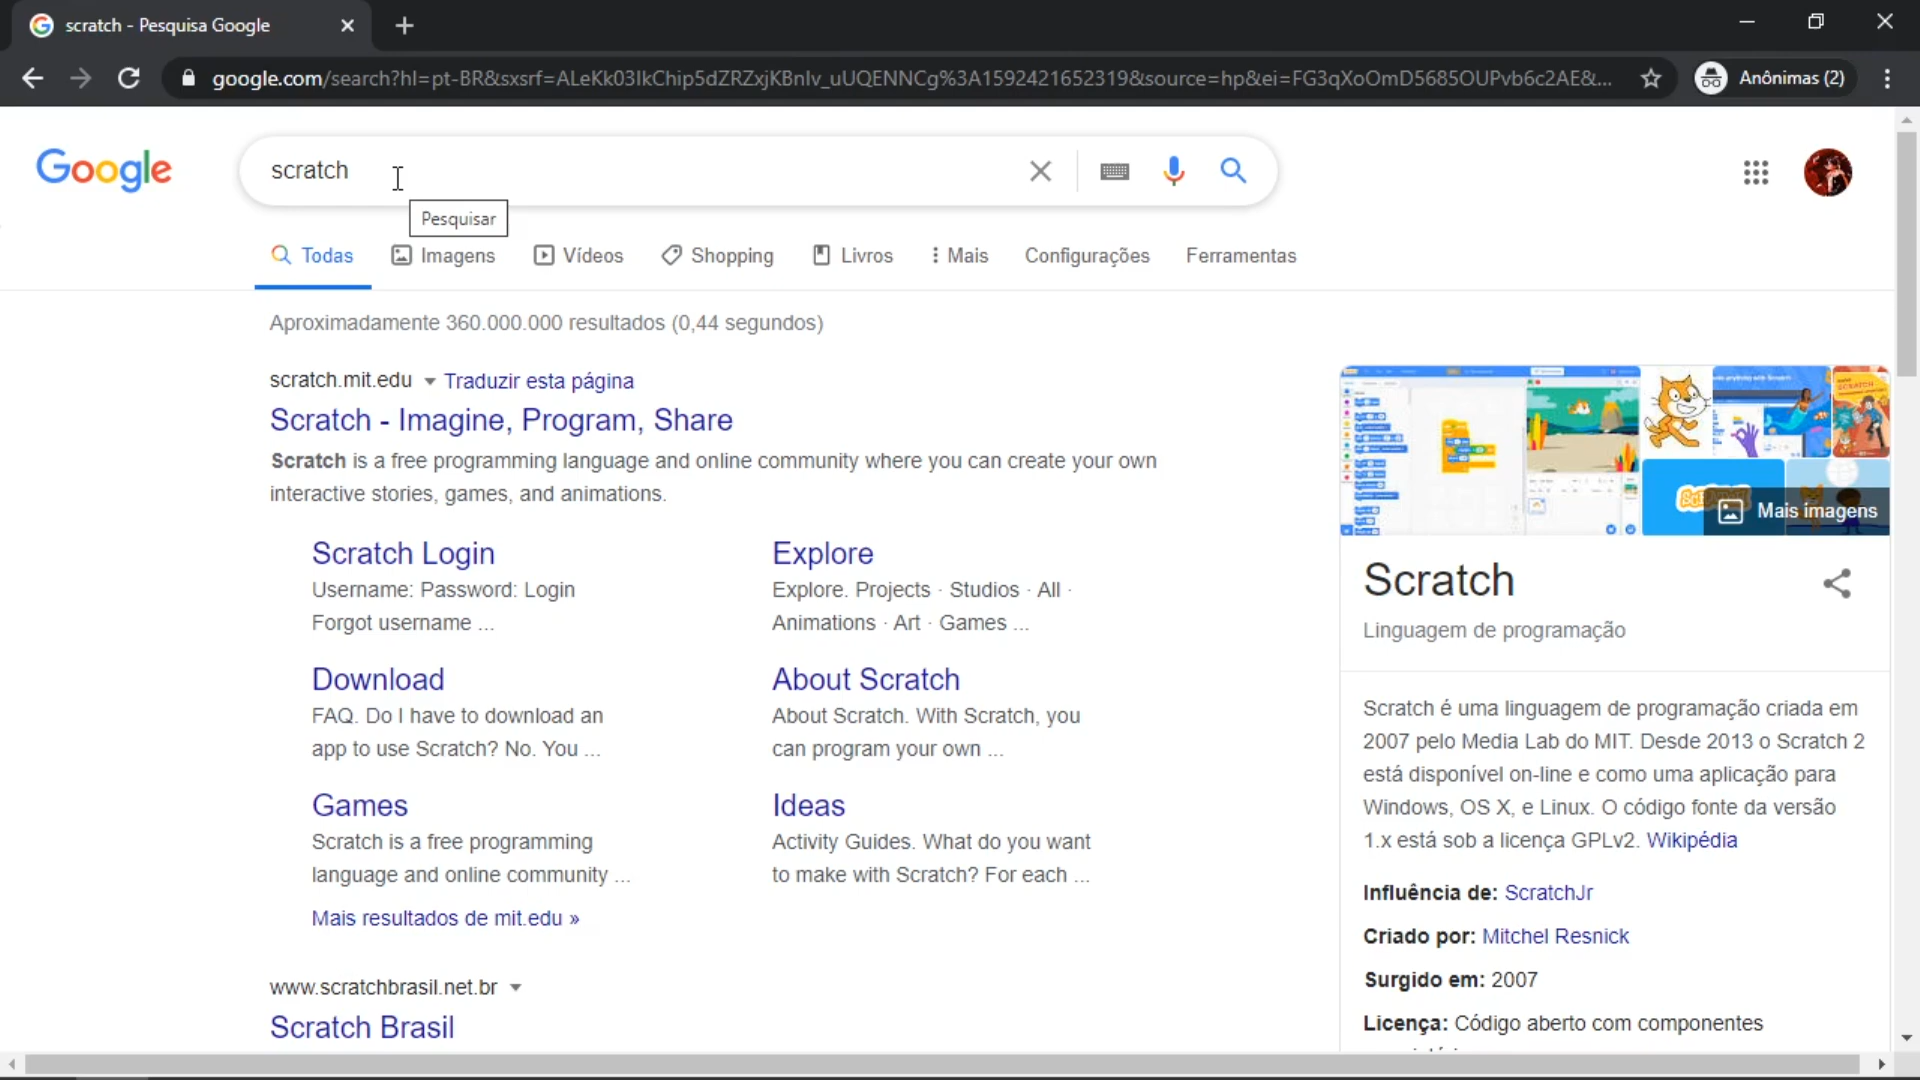 scratch - Pesquisa Google
google.com/search?hl=pt-BR&sxsrf=ALeKk03IkChip5dZRZxjKBnIv_uUQENNCg%3A1592421652319&source=hp&ei=FG3qXoOmD5685OUPvb6c2AE&...
Anônimas (2)
Google
scratch
Pesquisar
Todas
Imagens
Vídeos
Shopping
Livros
Mais
Configurações
Ferramentas
Aproximadamente 360.000.000 resultados (0,44 segundos)
scratch.mit.edu
Traduzir esta página
Scratch - Imagine, Program, Share
Scratch is a free programming language and online community where you can create your own
interactive stories, games, and animations.
Scratch Login
Username: Password: Login
Forgot username ...
Explore
Explore. Projects · Studios · All ·
Animations · Art · Games ...
Download
FAQ. Do I have to download an
app to use Scratch? No. You ...
About Scratch
About Scratch. With Scratch, you
can program your own ...
Games
Scratch is a free programming
language and online community ...
Ideas
Activity Guides. What do you want
to make with Scratch? For each ...
Mais resultados de mit.edu »
www.scratchbrasil.net.br
Scratch Brasil
Mais imagens
Scratch
Linguagem de programação
Scratch é uma linguagem de programação criada em
2007 pelo Media Lab do MIT. Desde 2013 o Scratch 2
está disponível on-line e como uma aplicação para
Windows, OS X, e Linux. O código fonte da versão
1.x está sob a licença GPLv2. Wikipédia
Influência de: ScratchJr
Criado por: Mitchel Resnick
Surgido em: 2007
Licença: Código aberto com componentes